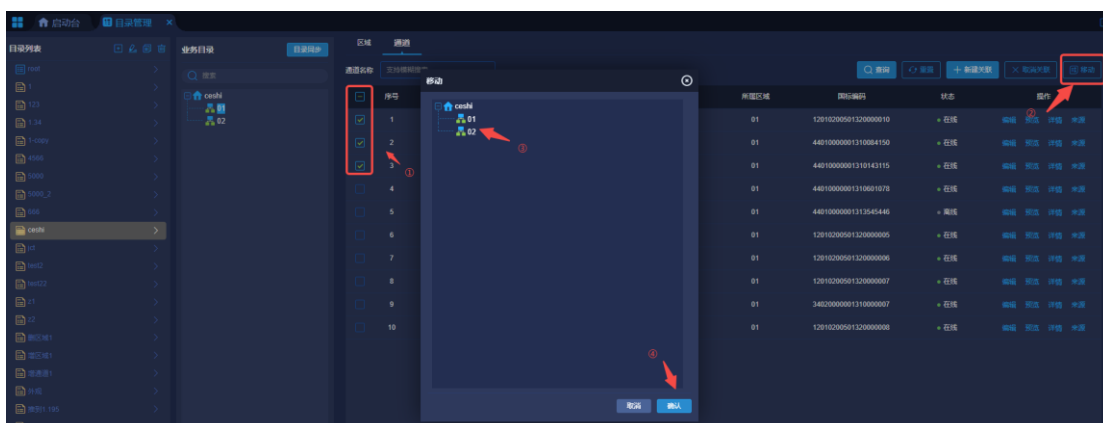 启动台 目录管理 ×
目录列表
root
1
123
1.3a
1-copy
4566
5000
5000_2
666
ceshi
jct
test2
test22
z1
z2
业务目录 目录同步
搜索
ceshi
01
02
区域 通道
通道名称 支持模糊搜索 查询 重置 + 新建关联 × 取消关联 移动
序号 所属区域 国标编码 状态 操作
1 01 12010200501320000010 在线 编辑 预览 详情 来源
2 01 44010000001310084150 在线 编辑 预览 详情 来源
3 01 44010000001310143115 在线 编辑 预览 详情 来源
4 01 44010000001310601078 在线 编辑 预览 详情 来源
5 01 44010000001313545446 离线 编辑 预览 详情 来源
6 01 12010200501320000005 在线 编辑 预览 详情 来源
7 01 12010200501320000006 在线 编辑 预览 详情 来源
8 01 12010200501320000007 在线 编辑 预览 详情 来源
9 01 34020000001310000007 在线 编辑 预览 详情 来源
10 01 12010200501320000008 在线 编辑 预览 详情 来源
移动
ceshi
01
02
①
②
③
④
取消 确认